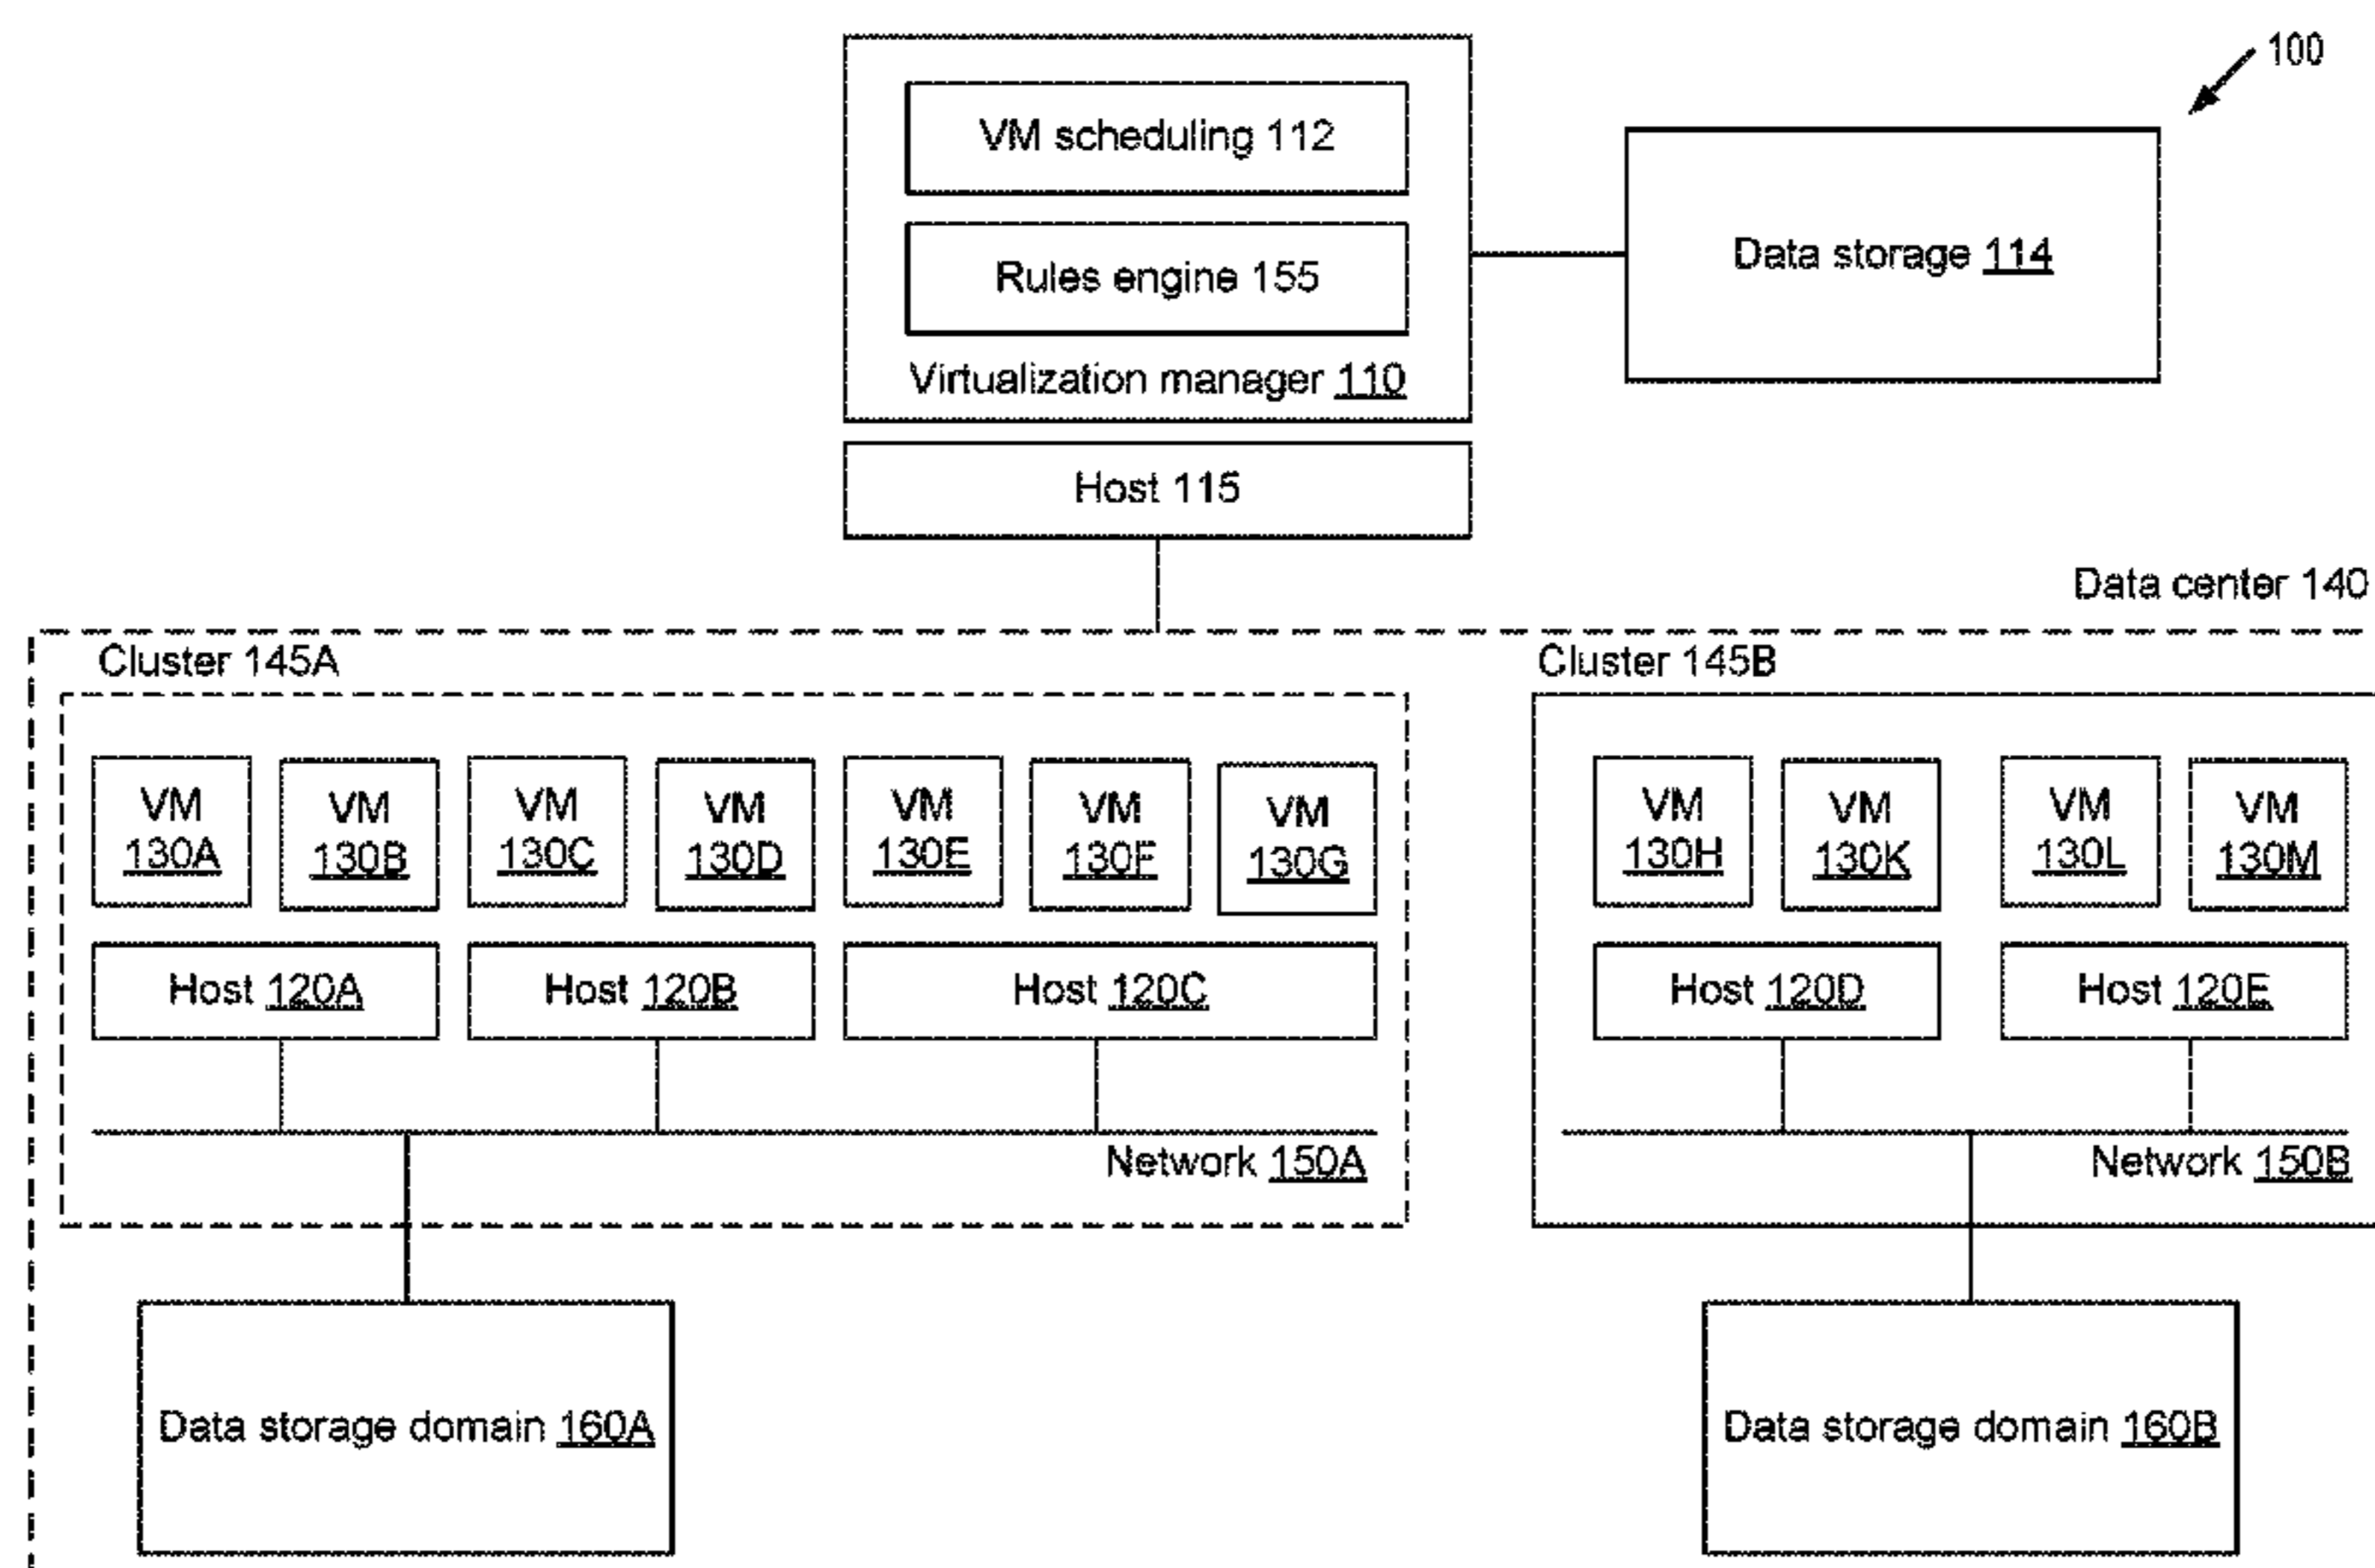 100
VM scheduling 112
Rules engine 155
Virtualization manager 110
Data storage 114
Host 115
Data center 140
Cluster 145A
Cluster 145B
VM
130A
VM
130B
VM
130C
VM
130D
VM
130E
VM
130F
VM
130G
VM
130H
VM
130K
VM
130L
VM
130M
Host 120A
Host 120B
Host 120C
Host 120D
Host 120E
Network 150A
Network 150B
Data storage domain 160A
Data storage domain 160B